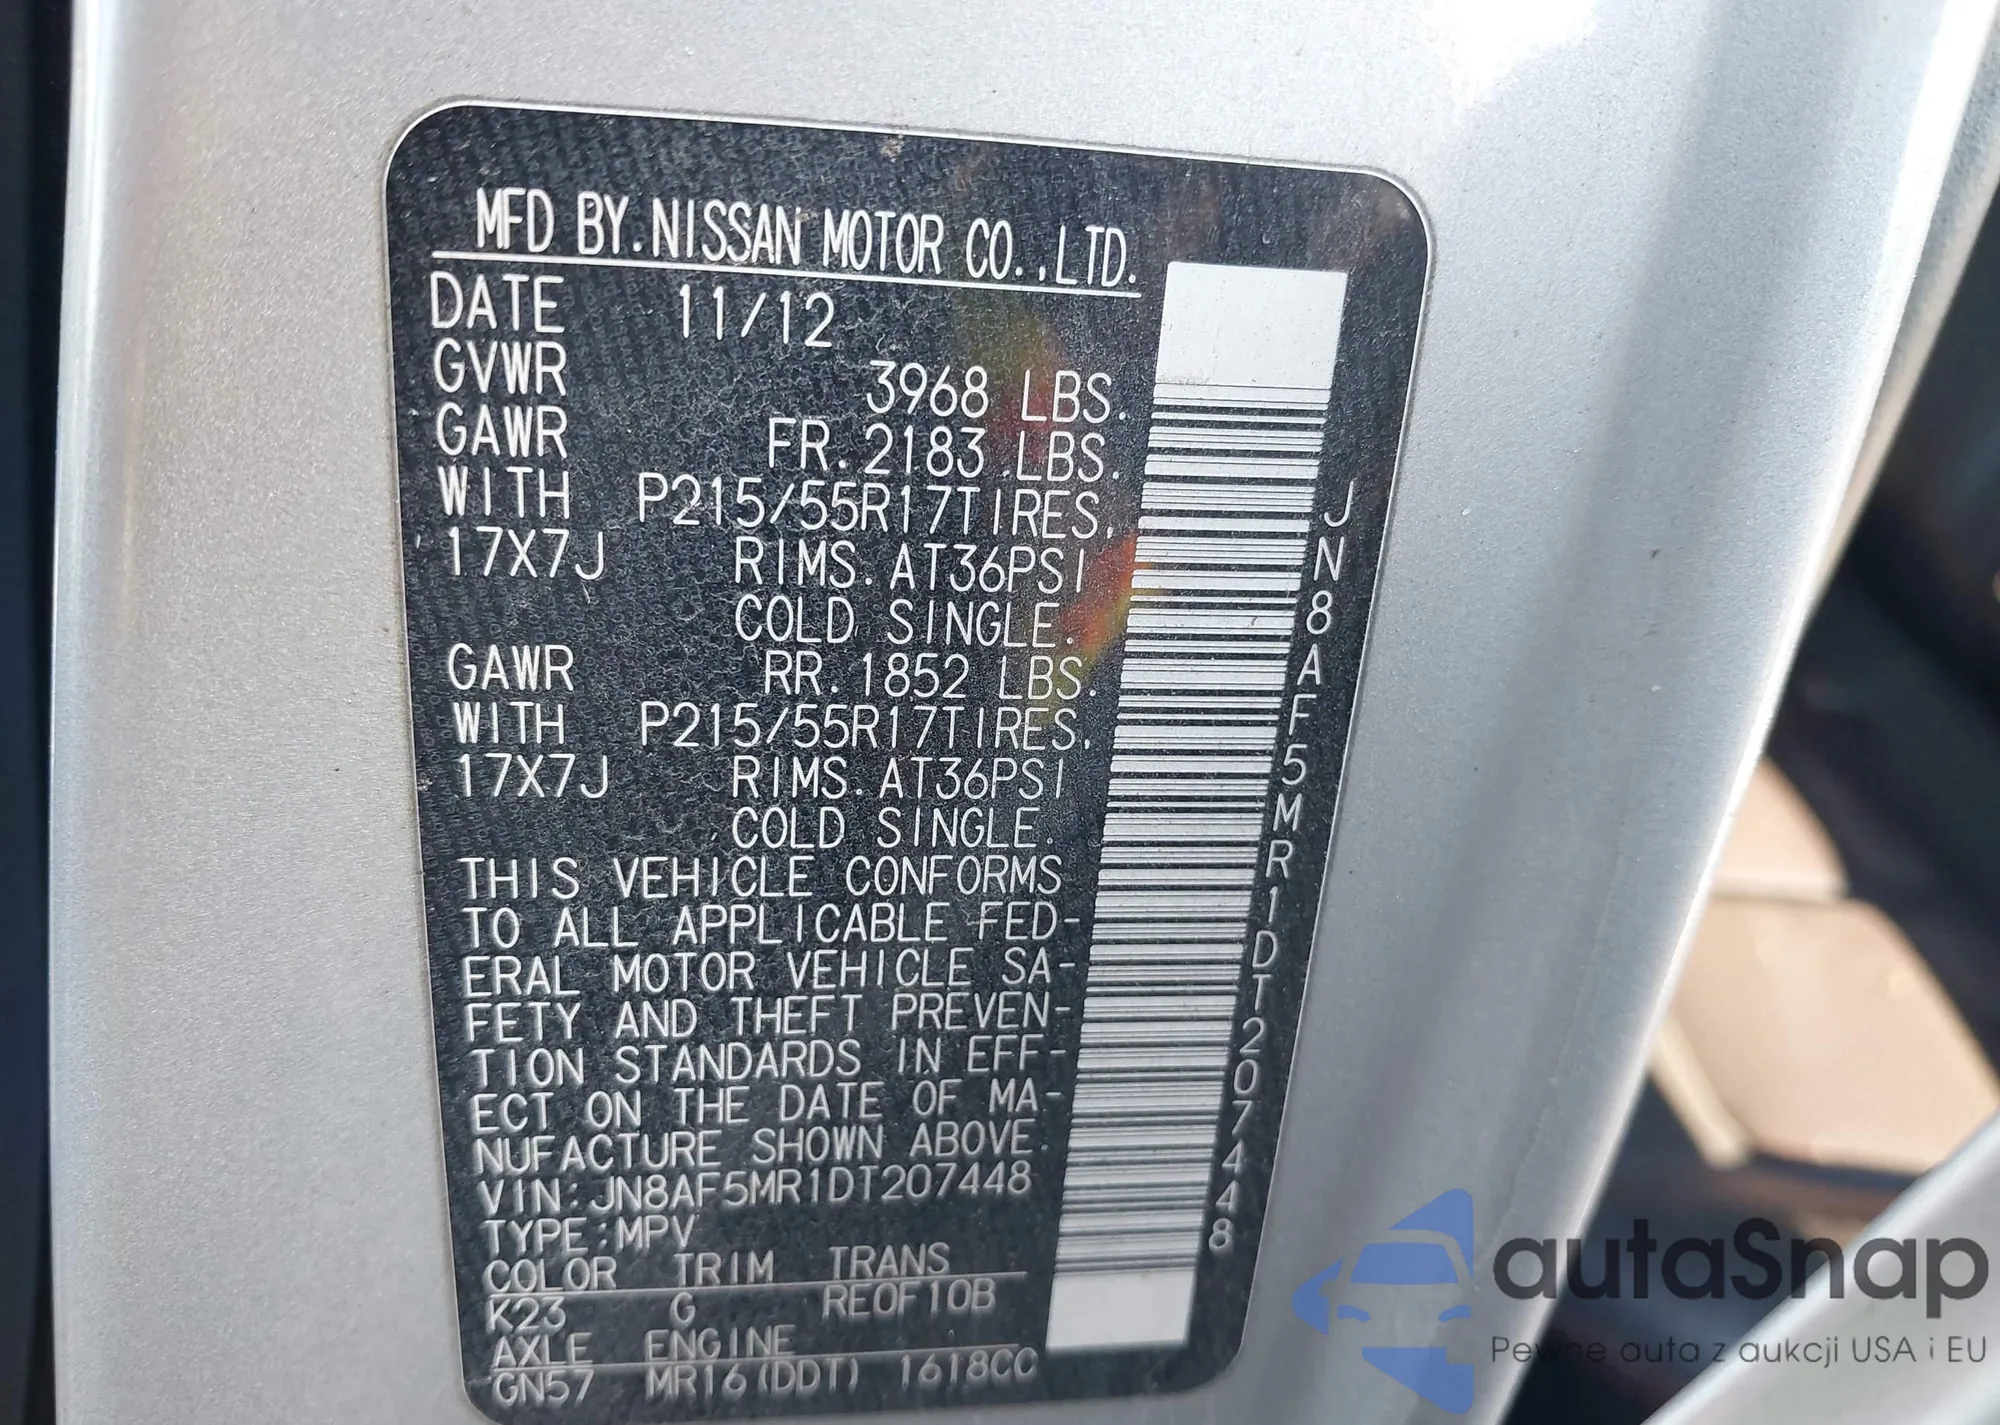 MFD BY.NISSAN MOTOR CO.,LTD.
DATE 11/12
GVWR 3968 LBS.
GAWR FR.2183 LBS.
WITH P215/55R17TIRES.
17X7J RIMS.AT36PSI
COLD SINGLE.
GAWR RR.1852 LBS.
WITH P215/55R17TIRES.
17X7J RIMS.AT36PSI
COLD SINGLE.
THIS VEHICLE CONFORMS
TO ALL APPLICABLE FED-
ERAL MOTOR VEHICLE SA-
FETY AND THEFT PREVEN-
TION STANDARDS IN EFF-
ECT ON THE DATE OF MA-
NUFACTURE SHOWN ABOVE.
VIN:JN8AF5MR1DT207448
TYPE:MPV
COLOR TRIM TRANS
K23 G RE0F10B
AXLE ENGINE
GN57 MR16(DDT) 1618CC
JN8AF5MR1DT207448
autaSnap
Pewne auta z aukcji USA i EU